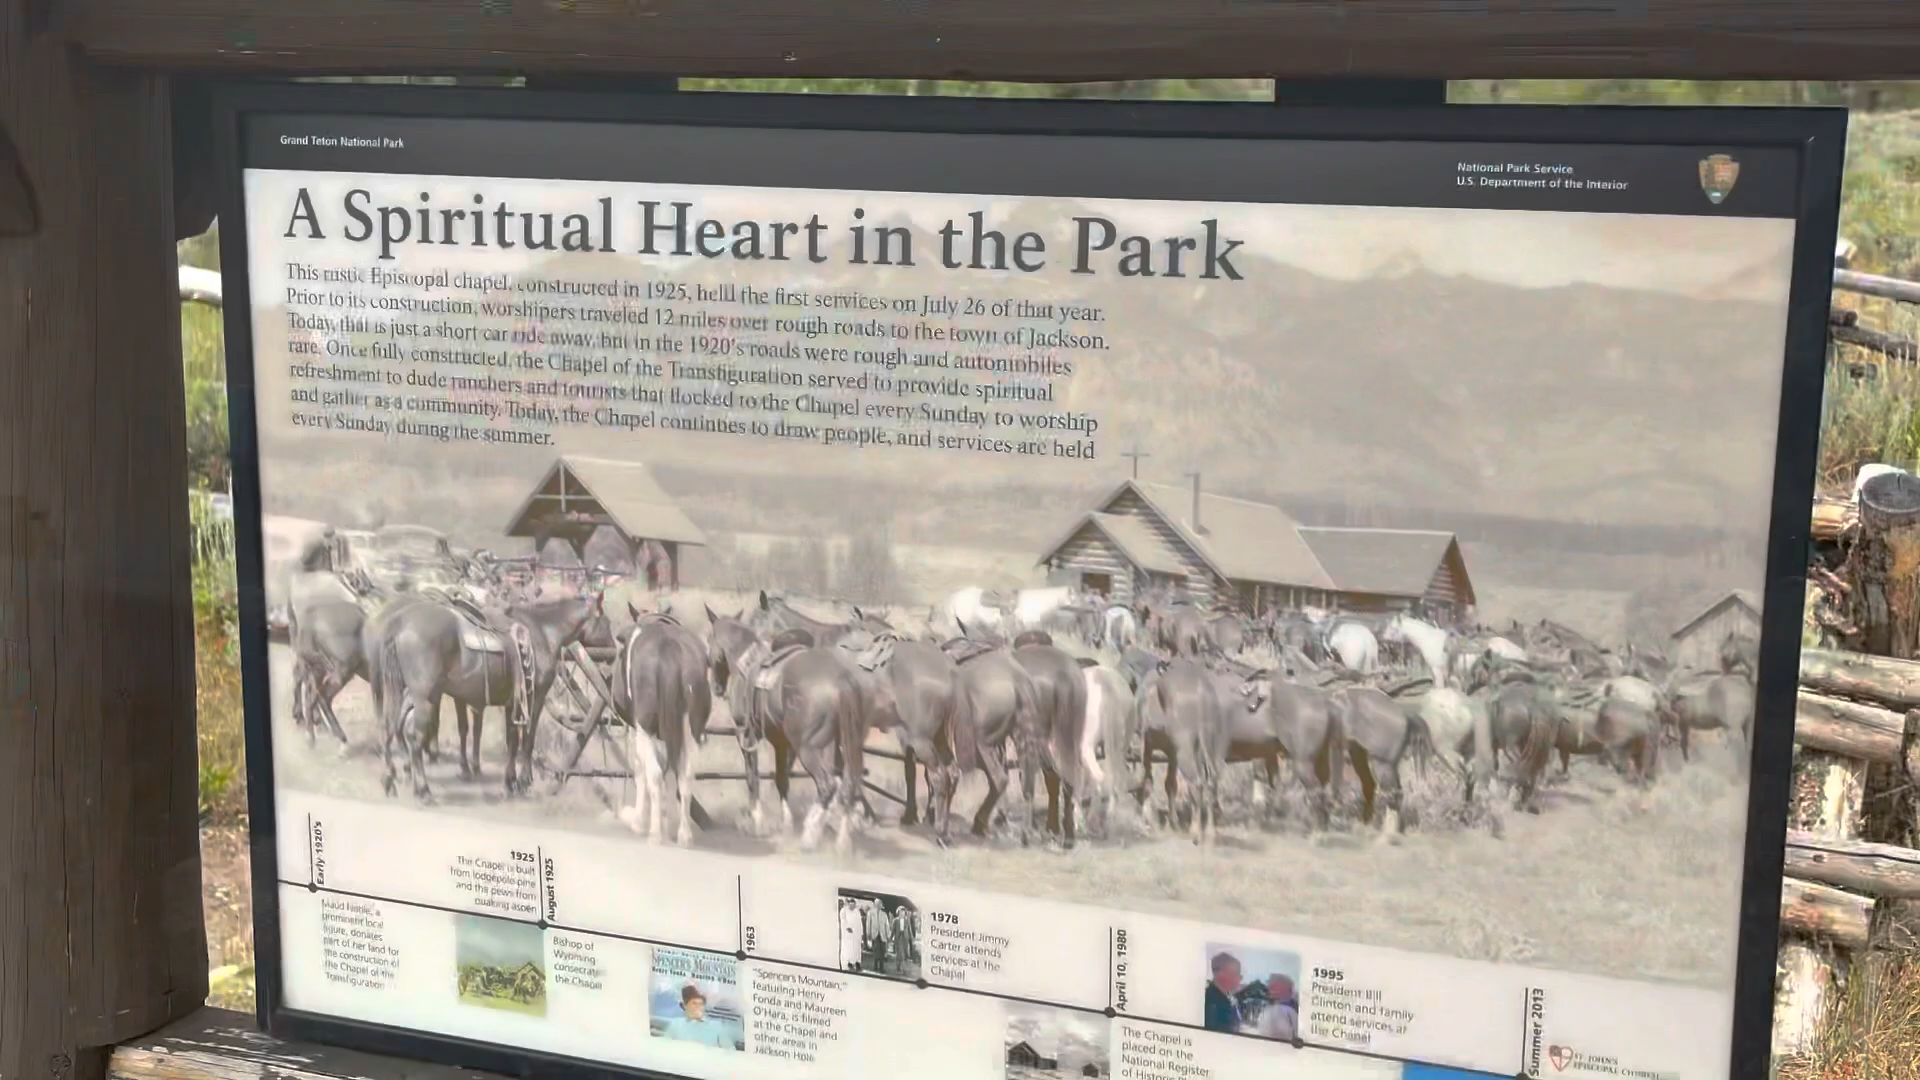 Grand Teton National Park
National Park Service
U.S. Department of the Interior
A Spiritual Heart in the Park
This rustic Episcopal chapel, constructed in 1925, held the first services on July 26 of that year.
Prior to its construction, worshipers traveled 12 miles over rough roads to the town of Jackson.
Today, that is just a short car ride away, but in the 1920's roads were rough and automobiles
rare. Once fully constructed, the Chapel of the Transfiguration served to provide spiritual
refreshment to dude ranchers and tourists that flocked to the Chapel every Sunday to worship
and gather as a community. Today, the Chapel continues to draw people, and services are held
every Sunday during the summer.
Early 1920's
Maud Noble, a
prominent local
figure, donates
part of her land for
the construction of
the Chapel of the
Transfiguration
1925
The Chapel is built
from lodgepole pine
and the pews from
quaking aspen
August 1925
Bishop of
Wyoming
consecrates
the Chapel
SPENCER'S MOUNTAIN
1963
"Spencer's Mountain,"
featuring Henry
Fonda and Maureen
O'Hara, is filmed
at the Chapel and
other areas in
Jackson Hole
1978
President Jimmy
Carter attends
services at the
Chapel
April 10, 1980
The Chapel is
placed on the
National Register
of Historic
1995
President Bill
Clinton and family
attend services at
the Chapel
Summer 2013
ST. JOHN'S
EPISCOPAL CHURCH